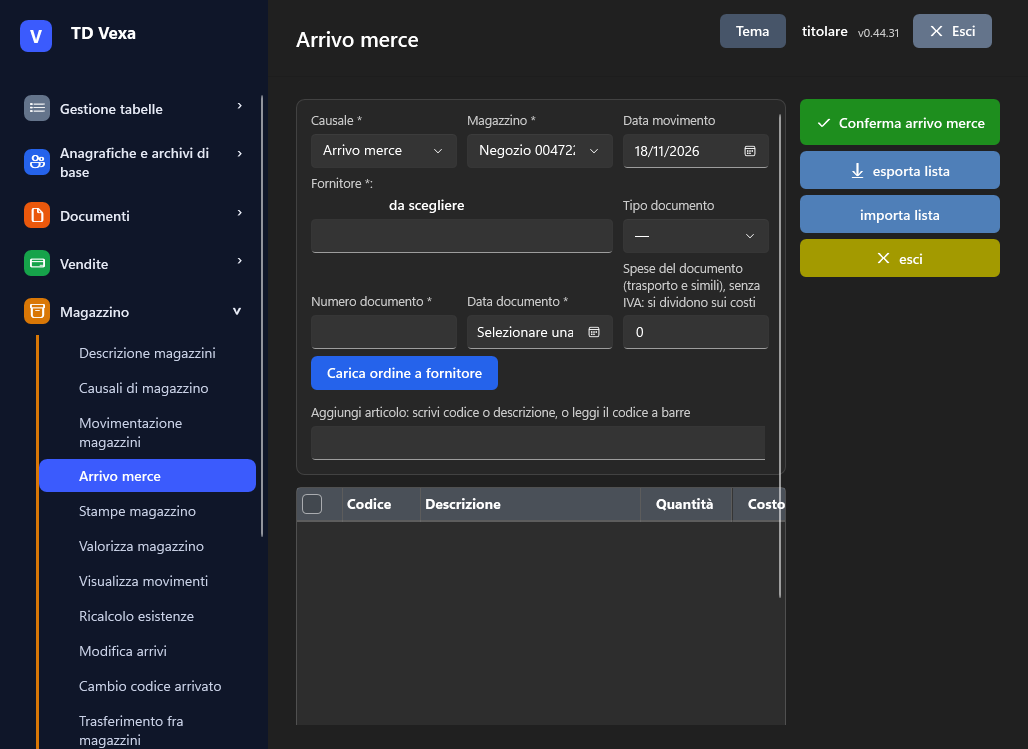 V
TD Vexa
Gestione tabelle
Anagrafiche e archivi di
base
Documenti
Vendite
Magazzino
Descrizione magazzini
Causali di magazzino
Movimentazione
magazzini
Arrivo merce
Stampe magazzino
Valorizza magazzino
Visualizza movimenti
Ricalcolo esistenze
Modifica arrivi
Cambio codice arrivato
Trasferimento fra
magazzini
Arrivo merce
Tema
titolare v0.44.31
Esci
Causale * Magazzino * Data movimento
Arrivo merce Negozio 00472 18/11/2026
Fornitore *:
da scegliere Tipo documento
—
Spese del documento
(trasporto e simili), senza
IVA: si dividono sui costi
Numero documento * Data documento *
Selezionare una 0
Carica ordine a fornitore
Aggiungi articolo: scrivi codice o descrizione, o leggi il codice a barre
Codice Descrizione Quantità Costo
Conferma arrivo merce
esporta lista
importa lista
esci